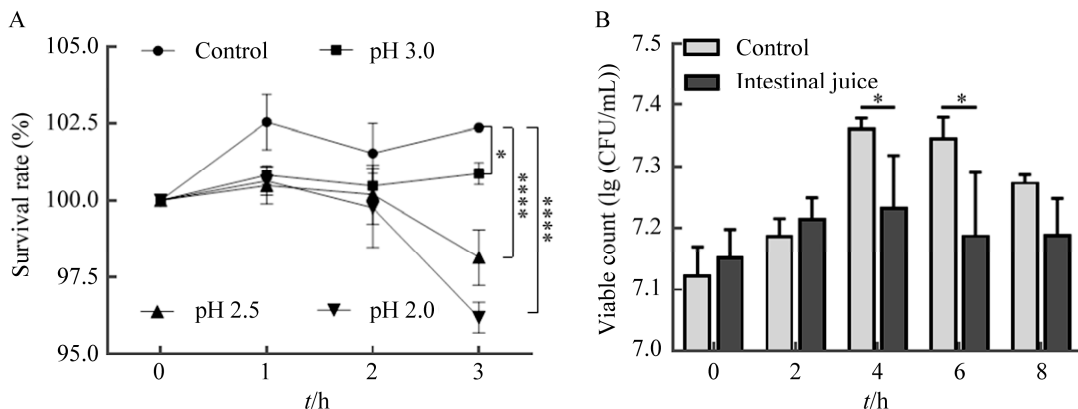 A
105.0
102.5
100.0
97.5
95.0
Survival rate (%)
Control
pH 3.0
pH 2.5
pH 2.0
*
****
****
0 1 2 3
t/h
B
7.5
7.4
7.3
7.2
7.1
7.0
Viable count (lg (CFU/mL))
Control
Intestinal juice
* *
0 2 4 6 8
t/h